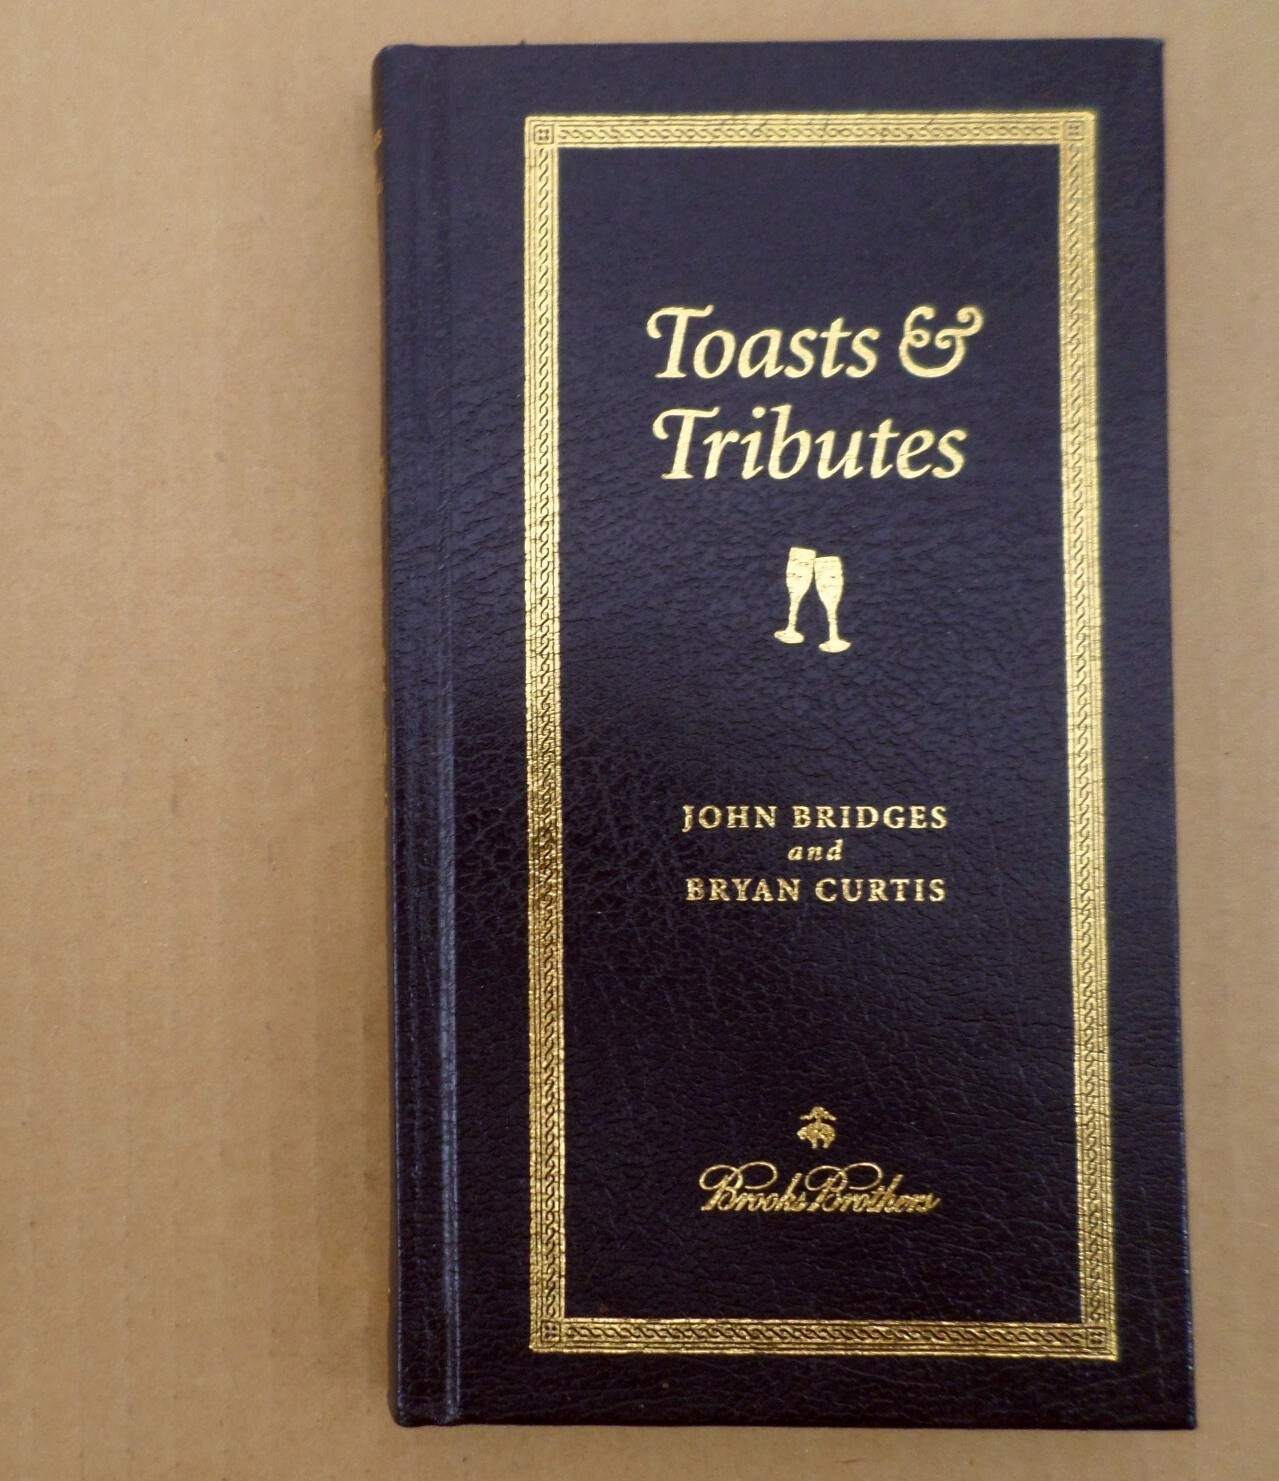 Toasts &
Tributes
JOHN BRIDGES
and
BRYAN CURTIS
Brooks Brothers